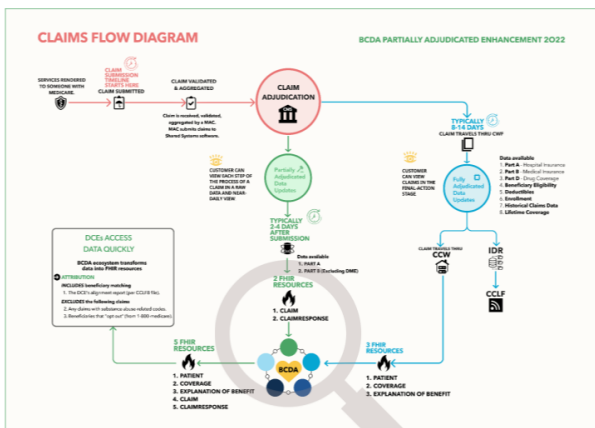 CLAIMS FLOW DIAGRAM
BCDA PARTIALLY ADJUDICATED ENHANCEMENT 2022
SERVICES RENDERED
TO SOMEONE WITH
MEDICARE.
CLAIM
SUBMISSION
TIMELINE
STARTS HERE
CLAIM SUBMITTED
CLAIM VALIDATED
& AGGREGATED
Claim is received, validated,
aggregated by a MAC.
MAC submits claims to
Shared Systems software.
CLAIM
ADJUDICATION
CMS
TYPICALLY
8-14 DAYS
CLAIM TRAVELS THRU CWF
CUSTOMER CAN
VIEW EACH STEP OF
THE PROCESS OF A
CLAIM IN A RAW
DATA AND NEAR-
DAILY VIEW.
Partially
Adjudicated
Data
Updates
CUSTOMER
CAN VIEW
CLAIMS IN THE
FINAL-ACTION
STAGE
Fully
Adjudicated
Data
Updates
Data available
1. Part A - Hospital Insurance
2. Part B - Medical Insurance
3. Part D - Drug Coverage
4. Beneficiary Eligibility
5. Deductibles
6. Enrollment
7. Historical Claims Data
8. Lifetime Coverage
TYPICALLY
2-4 DAYS
AFTER
SUBMISSION
Data available
1. PART A
2. PART B (Excluding DME)
DCEs ACCESS
DATA QUICKLY
BCDA ecosystem transforms
data into FHIR resources
ATTRIBUTION
INCLUDES beneficiary matching
1. The DCE's alignment report (per CCLF8 file).
EXCLUDES the following claims
2. Any claims with substance abuse related codes.
3. Beneficiaries that "opt out" (from 1-800 medicare).
CLAIM TRAVELS THRU
CCW
IDR
CCLF
2 FHIR
RESOURCES
1. CLAIM
2. CLAIMRESPONSE
BCDA
5 FHIR
RESOURCES
1. PATIENT
2. COVERAGE
3. EXPLANATION OF BENEFIT
4. CLAIM
5. CLAIMRESPONSE
3 FHIR
RESOURCES
1. PATIENT
2. COVERAGE
3. EXPLANATION OF BENEFIT